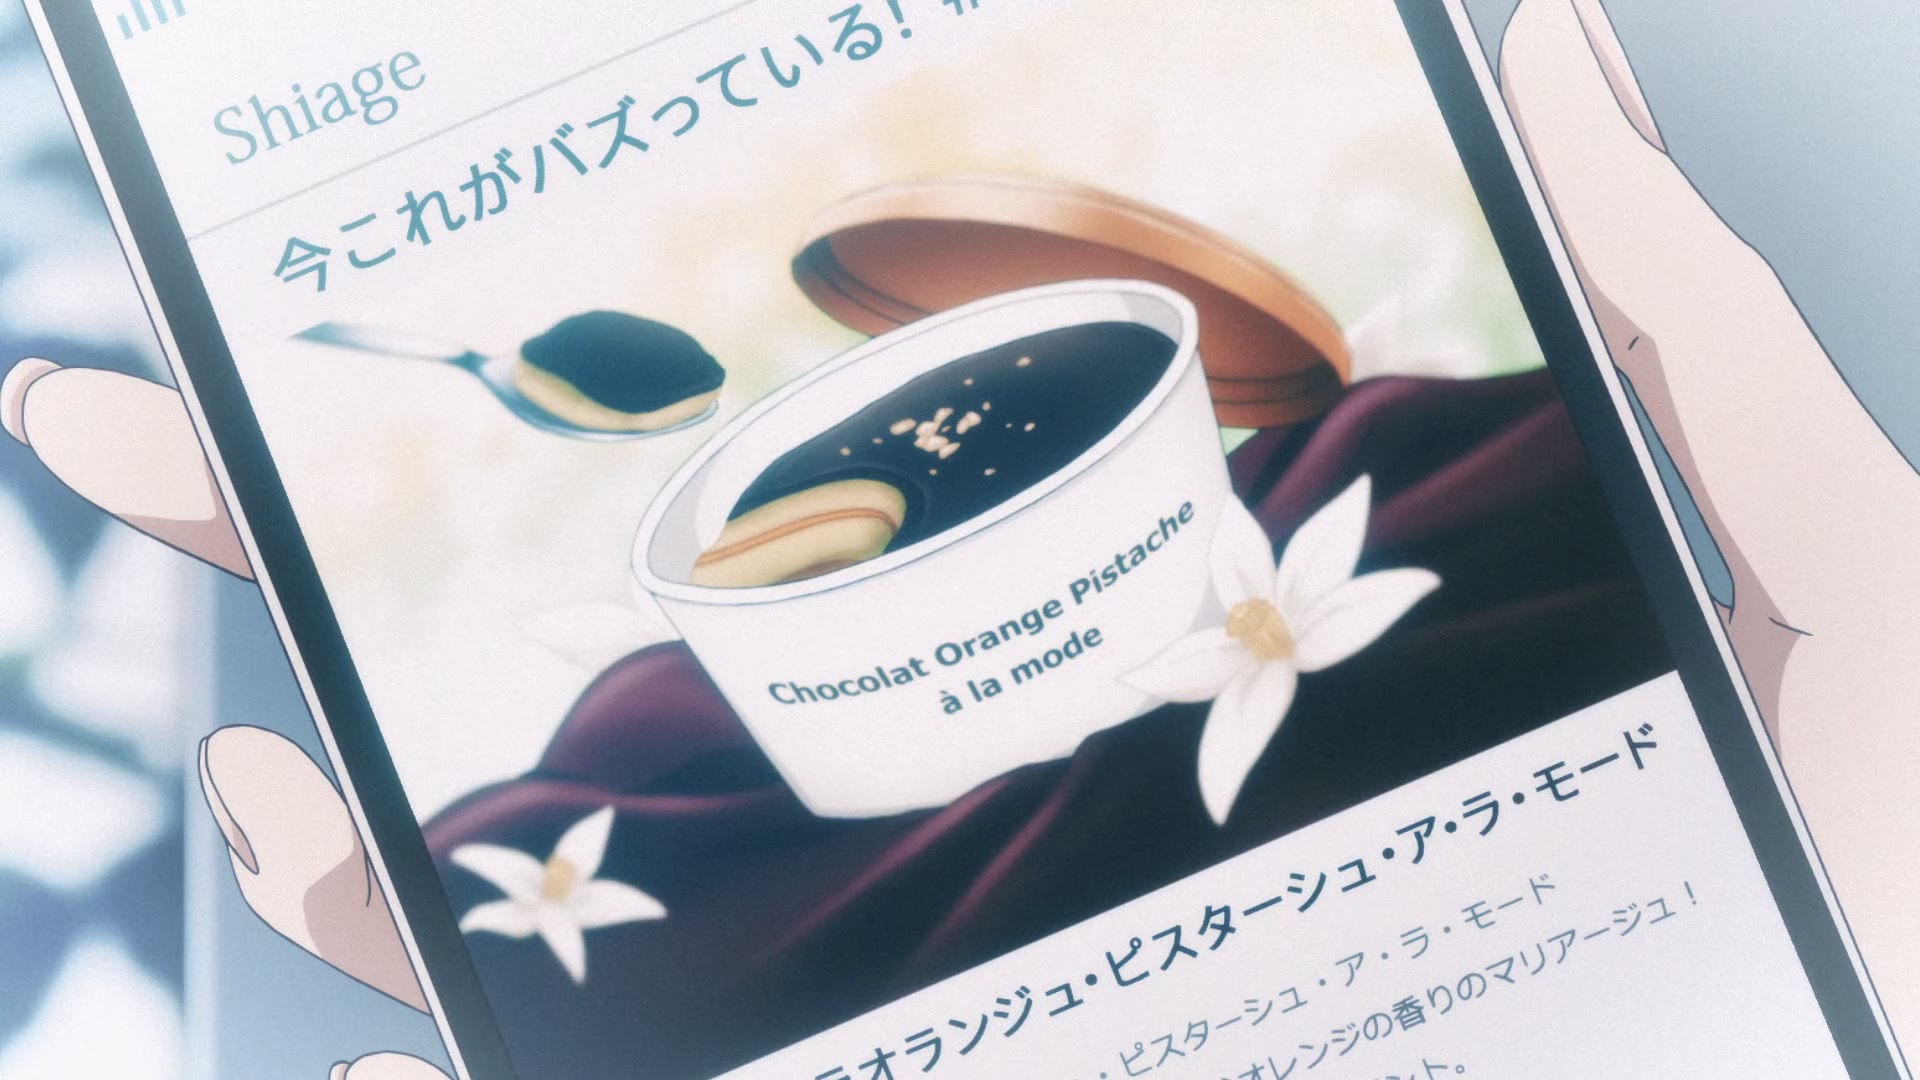 Shiage
今これがバズっている! #
Chocolat Orange Pistache
à la mode
ラオランジュ・ピスターシュ・ア・ラ・モード
・ピスターシュ・ア・ラ・モード
オレンジの香りのマリアージュ!
ント。